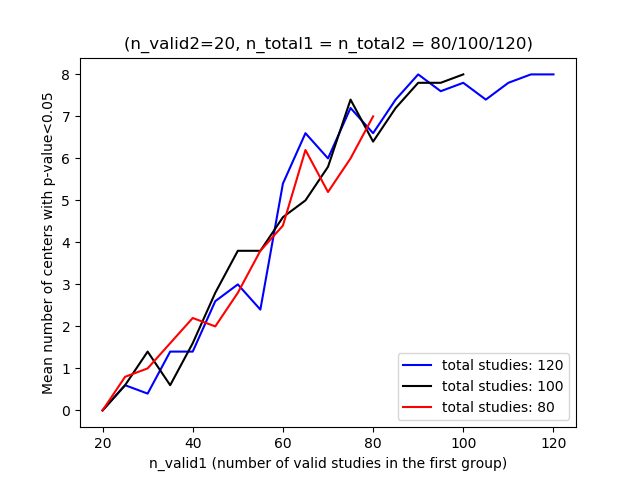 (n_valid2=20, n_total1 = n_total2 = 80/100/120)
Mean number of centers with p-value<0.05
8
7
6
5
4
3
2
1
0
total studies: 120
total studies: 100
total studies: 80
20 40 60 80 100 120
n_valid1 (number of valid studies in the first group)